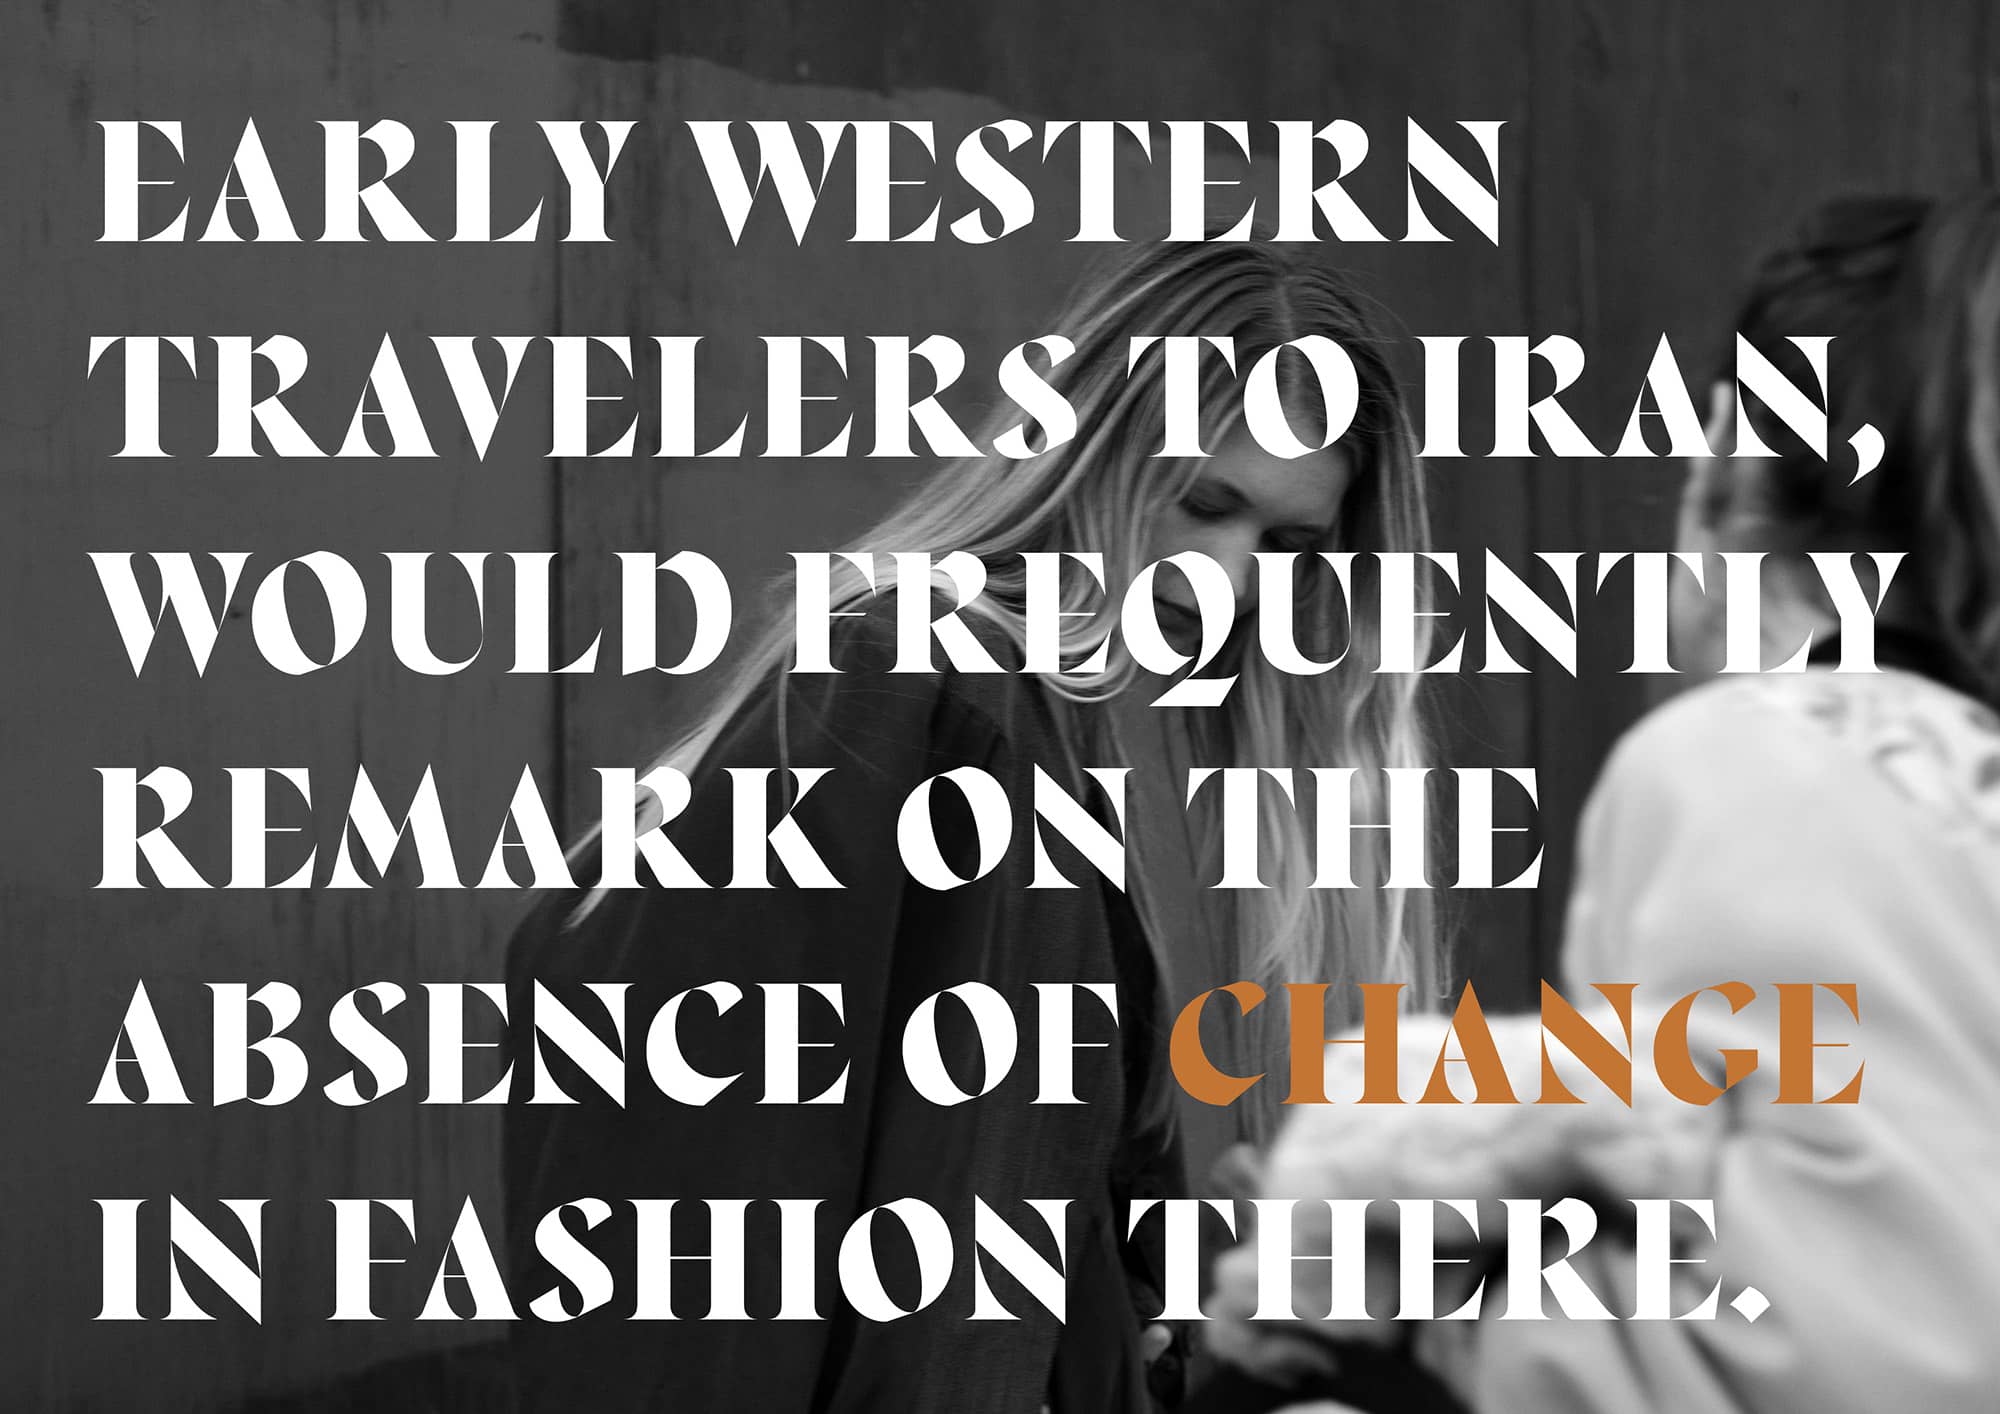 EARLY WESTERN
TRAVELERS TO IRAN,
WOULD FREQUENTLY
REMARK ON THE
ABSENCE OF CHANGE
IN FASHION THERE.